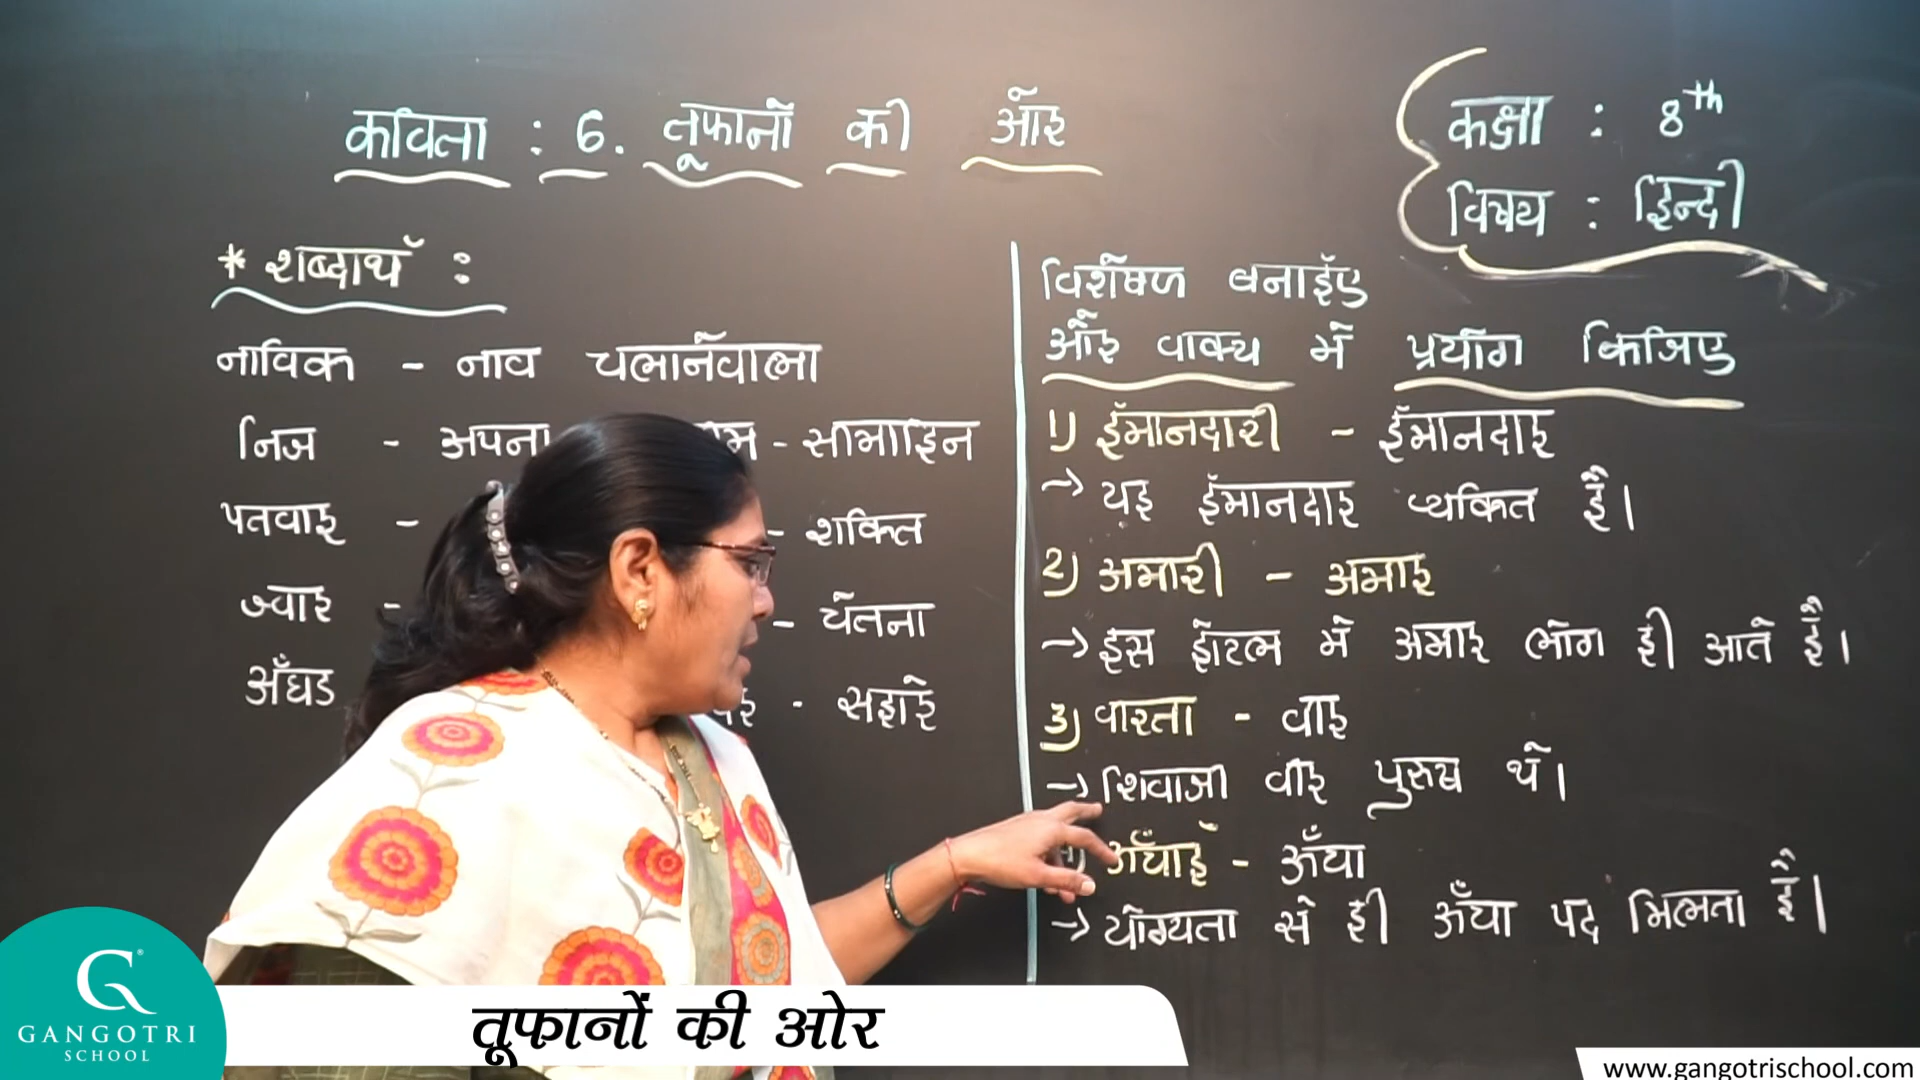 कविता : 6. तूफानों की ओर
कक्षा : 8th
विषय : हिन्दी
* शब्दार्थ :
नाविक - नाव चलानेवाला
निज - अपना
- सीमाहिन
पतवार -
- शक्ति
ज्वार -
- चेतना
अँधड
- सहारे
विशेषण बनाईए
और वाक्य में प्रयोग किजिए
1) ईमानदारी - ईमानदार
→ यह ईमानदार व्यक्ति है।
2) अमीरी - अमीर
→ इस होटल में अमीर लोग ही आते हैं।
3) वीरता - वीर
→ शिवाजी वीर पुरुष थे।
ऊँचाई - ऊँचा
→ योग्यता से ही ऊँचा पद मिलता है।
GANGOTRI
SCHOOL
तूफानों की ओर
www.gangotrischool.com